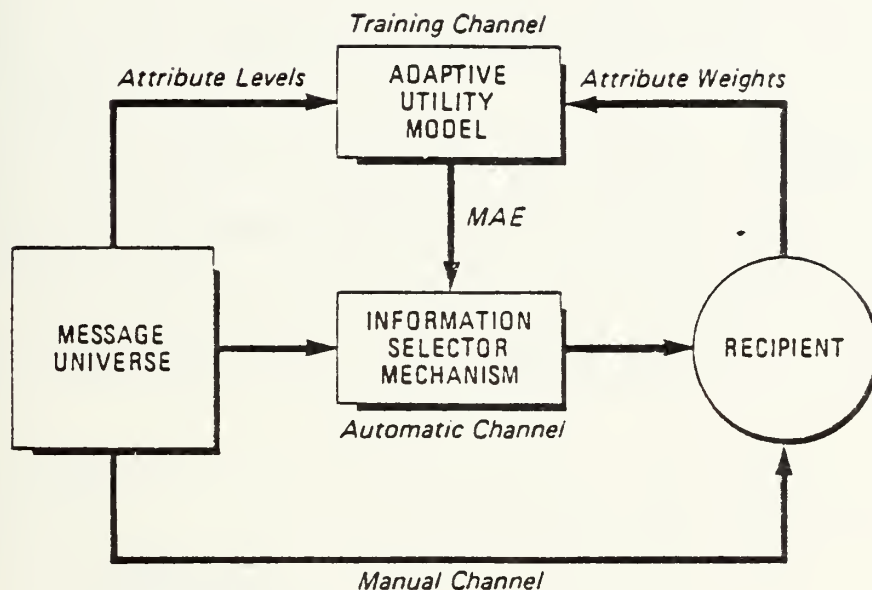 Training Channel
Attribute Levels
ADAPTIVE
UTILITY
MODEL
Attribute Weights
MAE
MESSAGE
UNIVERSE
INFORMATION
SELECTOR
MECHANISM
RECIPIENT
Automatic Channel
Manual Channel